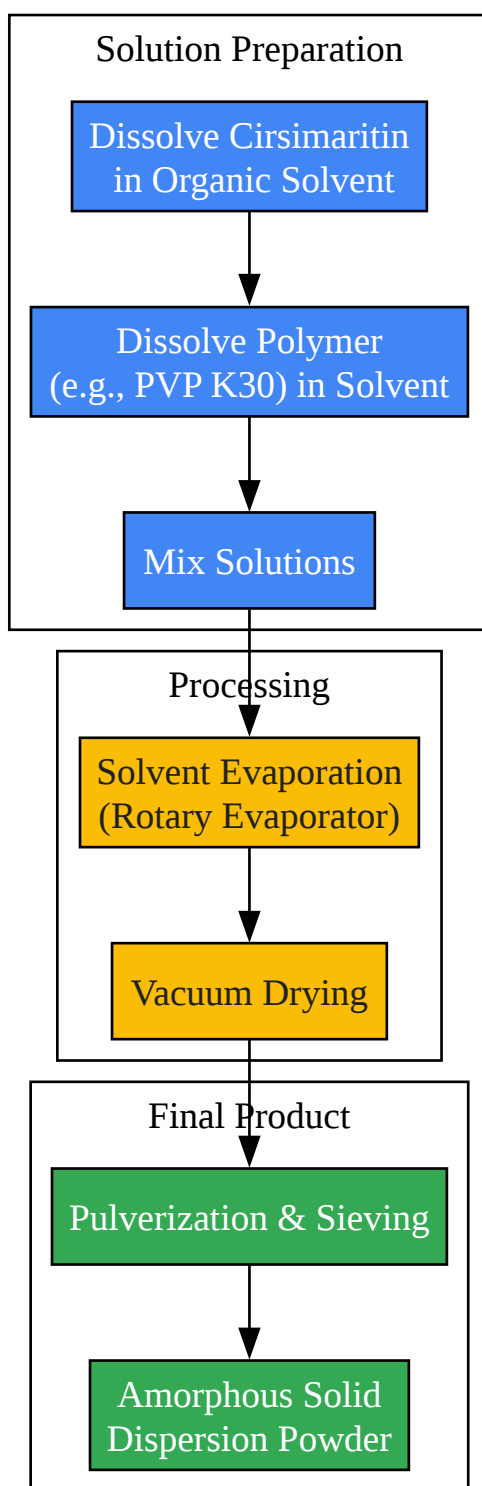 Solution Preparation
Dissolve Cirsimaritin
in Organic Solvent
Dissolve Polymer
(e.g., PVP K30) in Solvent
Mix Solutions
Processing
Solvent Evaporation
(Rotary Evaporator)
Vacuum Drying
Final Product
Pulverization & Sieving
Amorphous Solid
Dispersion Powder